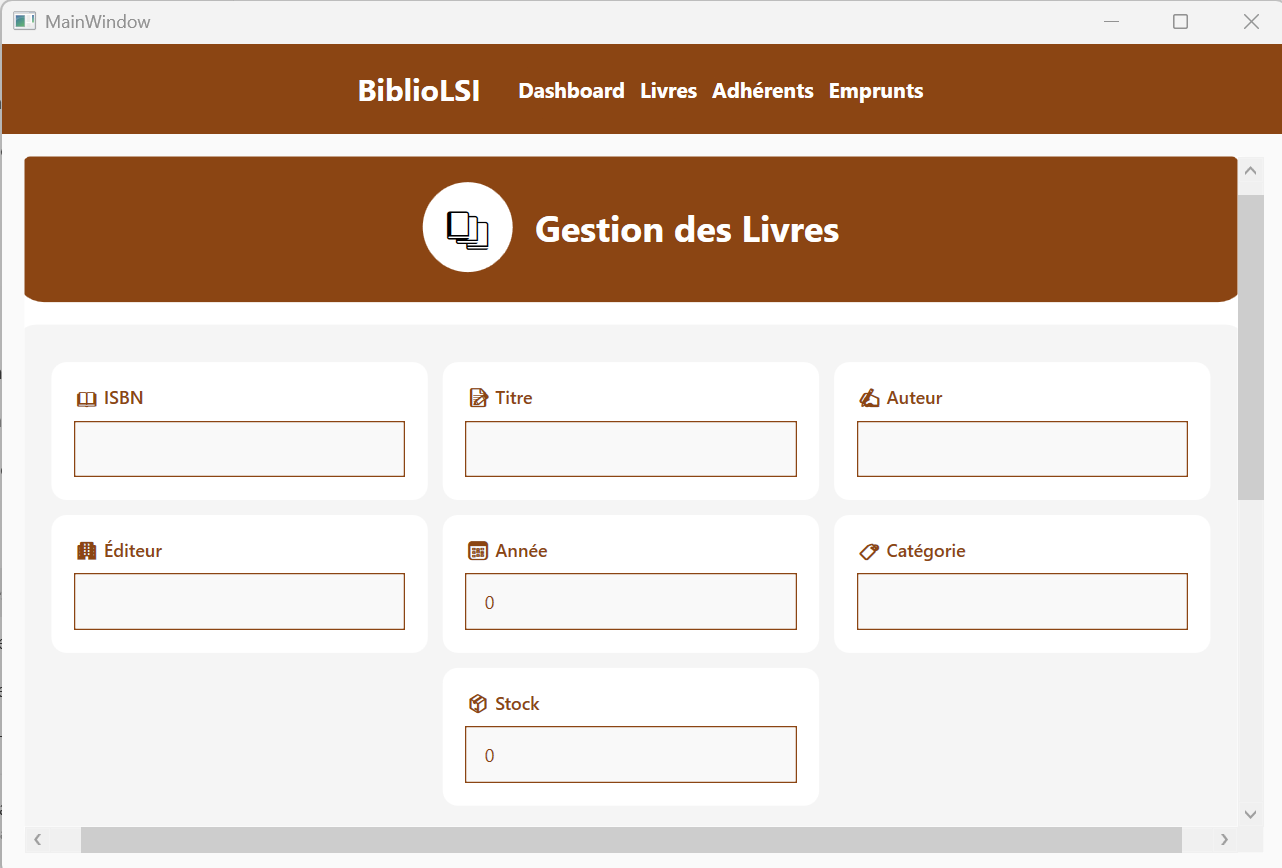 MainWindow
BiblioLSI Dashboard Livres Adhérents Emprunts
Gestion des Livres
ISBN Titre Auteur
Éditeur Année Catégorie
0
Stock
0